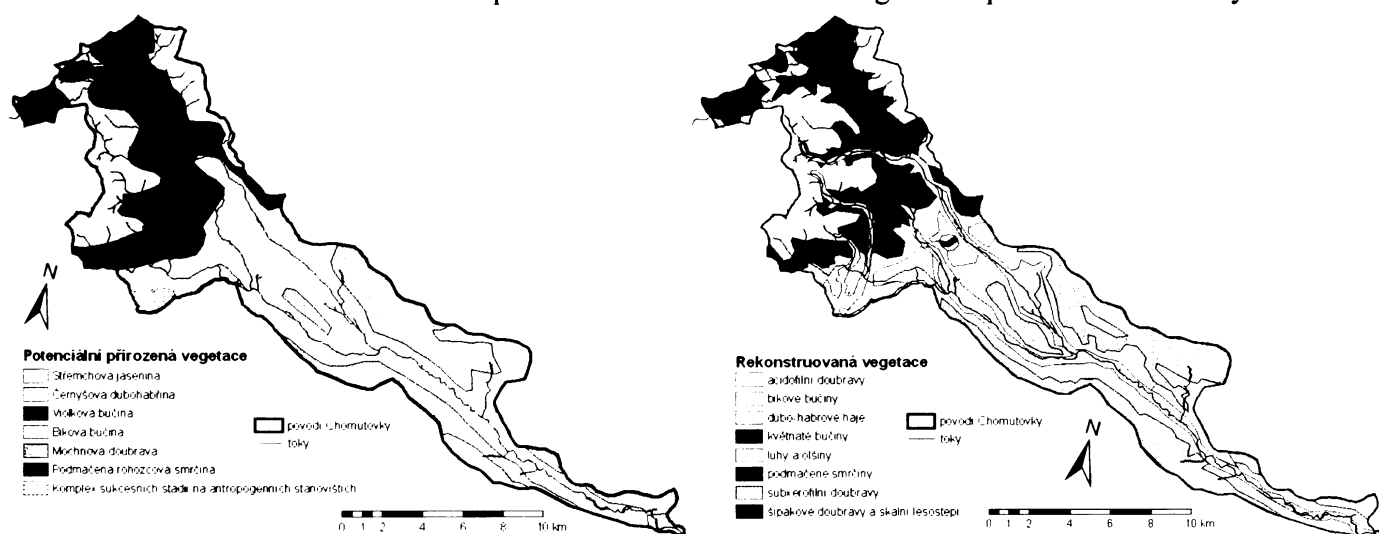 N
Potenciální přirozená vegetace
Střemchová jasenina
Černyšová dubohabřina
Violková bučina
Biková bučina
Mochnová doubrava
Podmáčená rohozcová smrčina
Komplex sukcesních stadií na antropogenních stanovištích
povodí Chomutovky
toky
0 1 2 4 6 8 10 km
Rekonstruovaná vegetace
acidofilní doubravy
bikové bučiny
dubo-habrové háje
květnaté bučiny
luhy a olšiny
podmáčené smrčiny
subxerofilní doubravy
šipákové doubravy a skalní lesostepi
povodí Chomutovky
toky
N
0 1 2 4 6 8 10 km